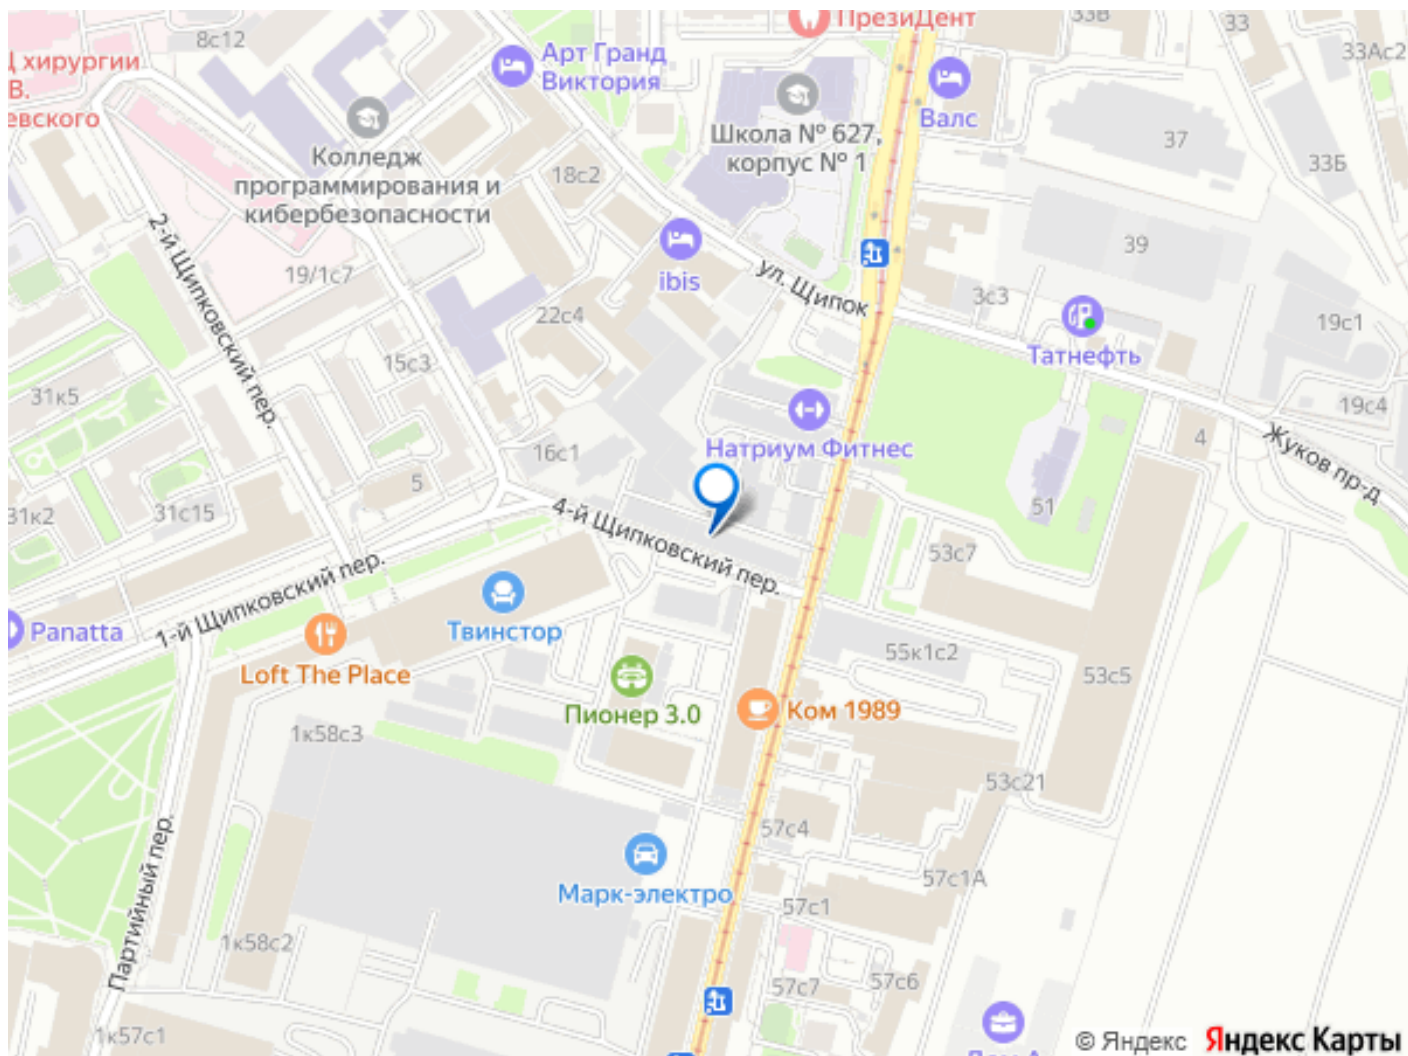 ПрезиДент
33В
33
33Ас2
8с12
Ц хирургии
В.
евского
Арт Гранд
Виктория
Валс
Школа № 627,
корпус № 1
37
33Б
Колледж
программирования и
кибербезопасности
18с2
39
2-й Щипковский пер.
19/1с7
ibis
ул. Щипок
3с3
22с4
19с1
Татнефть
15с3
31к5
19с4
Натриум Фитнес
16с1
4
Жуков пр-д
5
31к2
31с15
51
4-й Щипковский пер.
53с7
1-й Щипковский пер.
Panatta
Твинстор
55к1с2
Loft The Place
53с5
Пионер 3.0
Ком 1989
1к58с3
53с21
57с4
Партийный пер.
57с1А
Марк-электро
57с1
1к58с2
57с7
57с6
1к57с1
© Яндекс Яндекс Карты